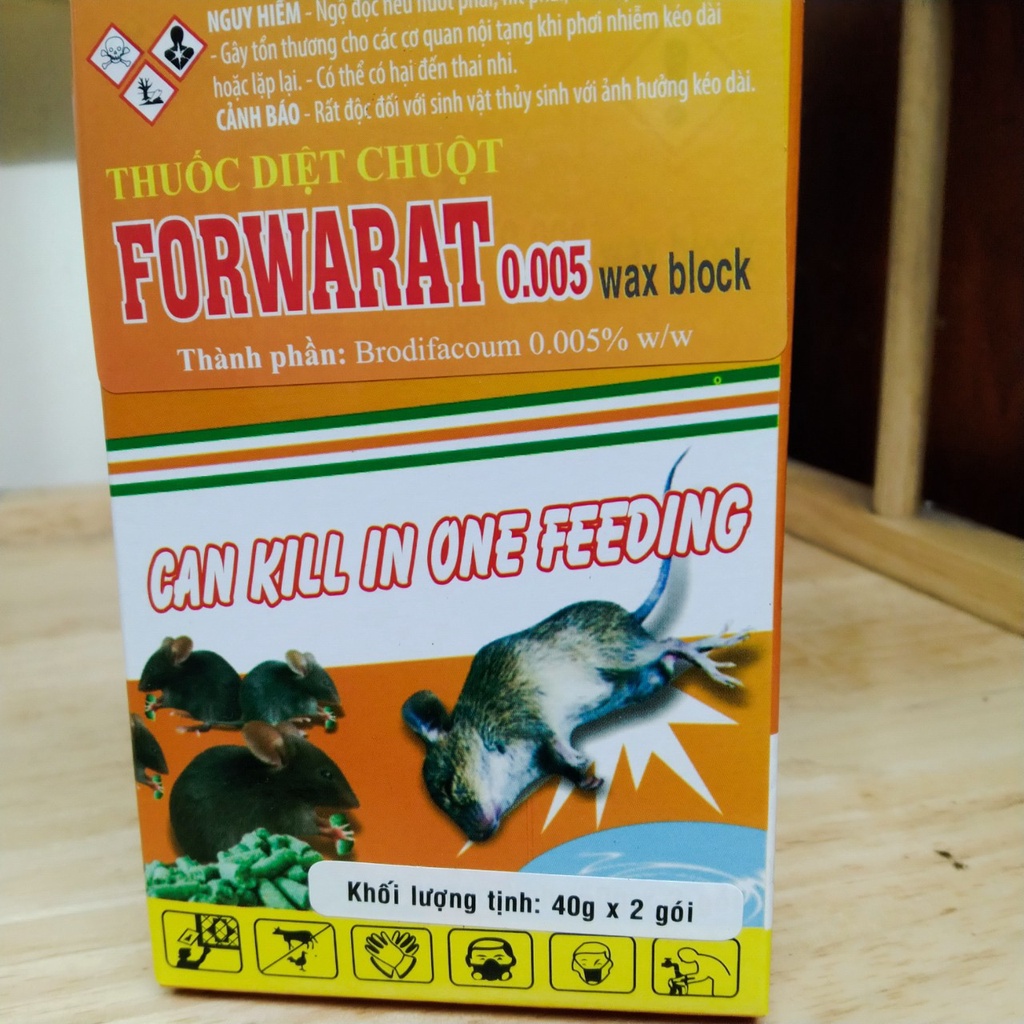 NGUY HIỂM - Ngộ độc nếu nuốt phải,
- Gây tổn thương cho các cơ quan nội tạng khi phơi nhiễm kéo dài
hoặc lặp lại. - Có thể có hại đến thai nhi.
CẢNH BÁO - Rất độc đối với sinh vật thủy sinh với ảnh hưởng kéo dài.
THUỐC DIỆT CHUỘT
FORWARAT 0.005 wax block
Thành phần: Brodifacoum 0.005% w/w
CAN KILL IN ONE FEEDING
Khối lượng tịnh: 40g x 2 gói